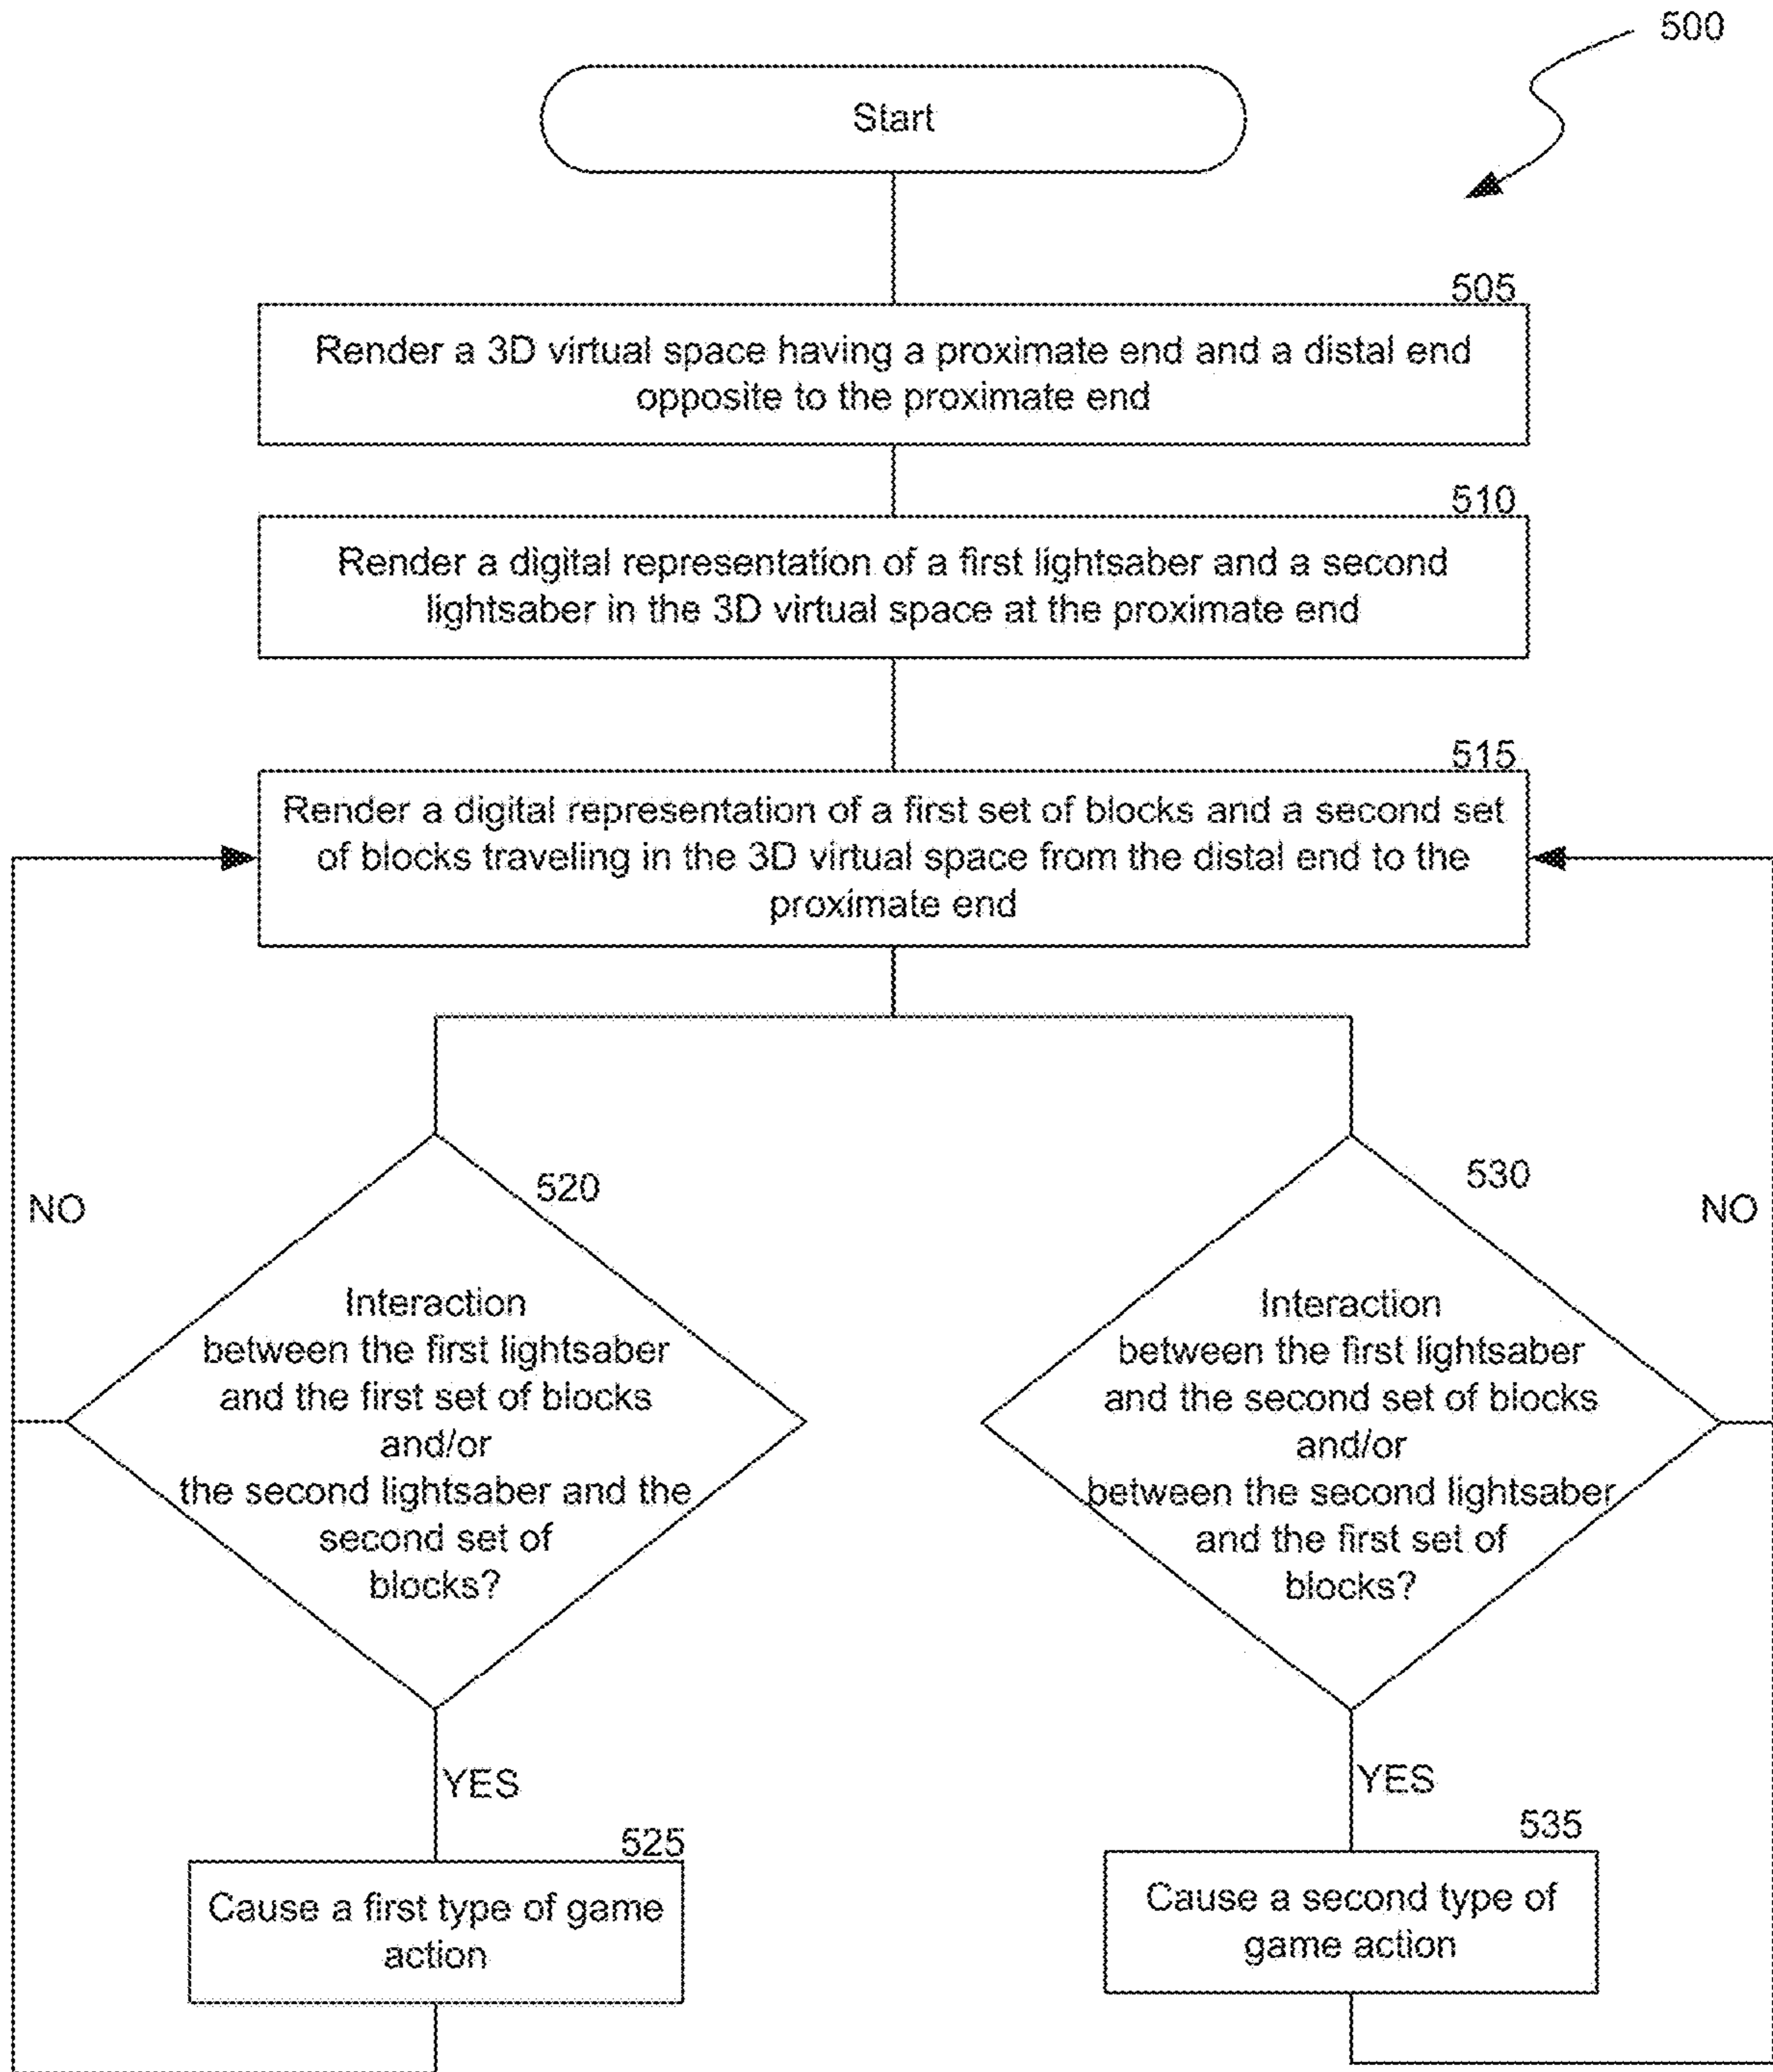 500
Start
505
Render a 3D virtual space having a proximate end and a distal end
opposite to the proximate end
510
Render a digital representation of a first lightsaber and a second
lightsaber in the 3D virtual space at the proximate end
515
Render a digital representation of a first set of blocks and a second set
of blocks traveling in the 3D virtual space from the distal end to the
proximate end
NO
520
Interaction
between the first lightsaber
and the first set of blocks
and/or
the second lightsaber and the
second set of
blocks?
YES
525
Cause a first type of game
action
530
NO
Interaction
between the first lightsaber
and the second set of blocks
and/or
between the second lightsaber
and the first set of
blocks?
YES
535
Cause a second type of
game action